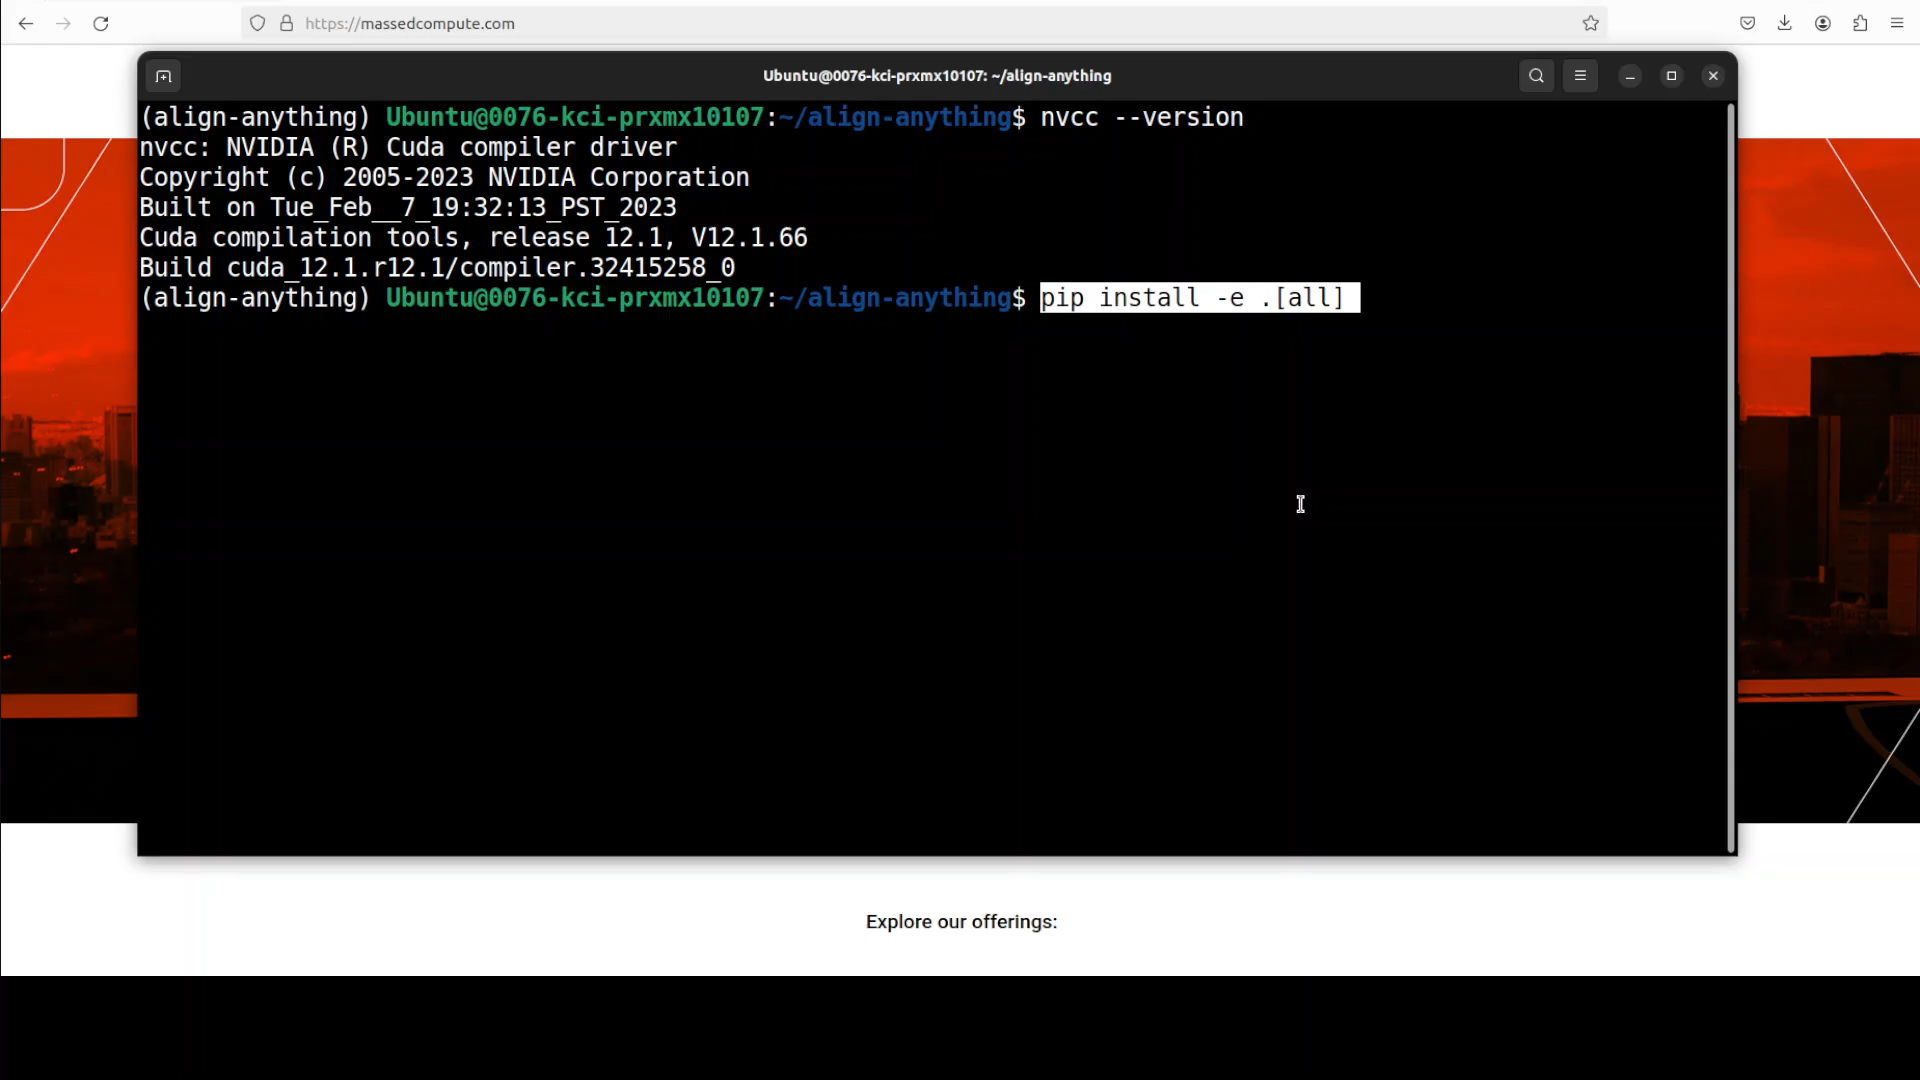 https://massedcompute.com
Ubuntu@0076-kci-prxmx10107: ~/align-anything
(align-anything) Ubuntu@0076-kci-prxmx10107:~/align-anything$ nvcc --version
nvcc: NVIDIA (R) Cuda compiler driver
Copyright (c) 2005-2023 NVIDIA Corporation
Built on Tue_Feb__7_19:32:13_PST_2023
Cuda compilation tools, release 12.1, V12.1.66
Build cuda_12.1.r12.1/compiler.32415258_0
(align-anything) Ubuntu@0076-kci-prxmx10107:~/align-anything$ pip install -e .[all]
Explore our offerings: